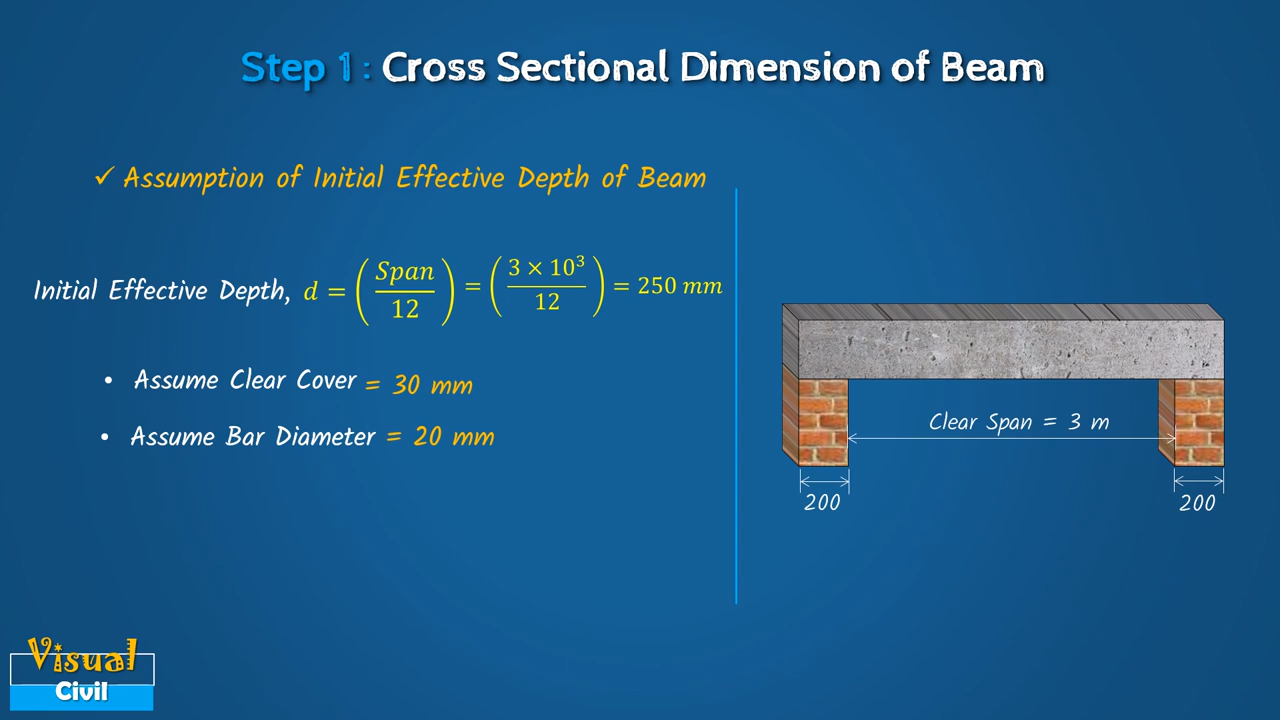 Step 1 : Cross Sectional Dimension of Beam
✓ Assumption of Initial Effective Depth of Beam
Initial Effective Depth, d = (Span/12) = (3 × 10³/12) = 250 mm
• Assume Clear Cover = 30 mm
• Assume Bar Diameter = 20 mm
Clear Span = 3 m
200
200
Visual
Civil